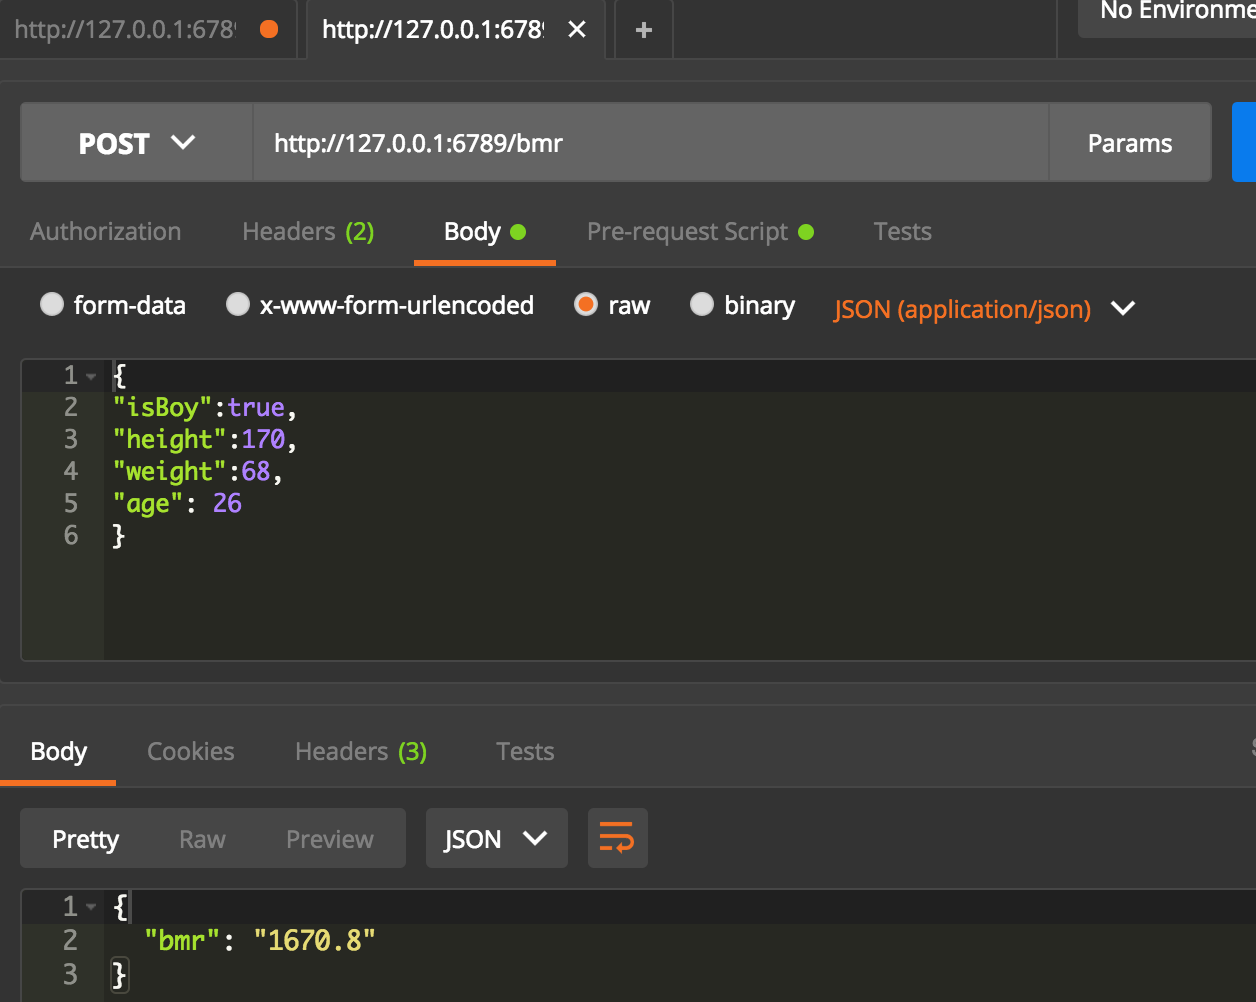 http://127.0.0.1:678 http://127.0.0.1:678 + No Environme
POST http://127.0.0.1:6789/bmr Params
Authorization Headers (2) Body Pre-request Script Tests
form-data x-www-form-urlencoded raw binary JSON (application/json)
1 {
2 "isBoy":true,
3 "height":170,
4 "weight":68,
5 "age": 26
6 }
Body Cookies Headers (3) Tests
Pretty Raw Preview JSON
1 {
2 "bmr": "1670.8"
3 }